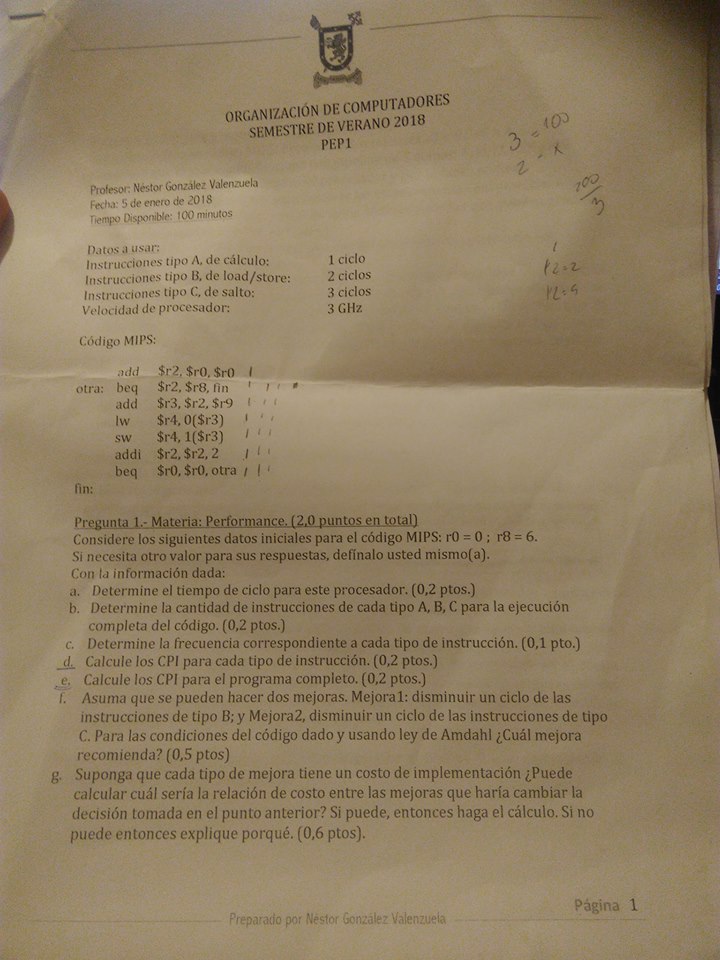 ORGANIZACIÓN DE COMPUTADORES
SEMESTRE DE VERANO 2018
PEP1
3 = 100
2 = x
200
3
Profesor: Néstor González Valenzuela
Fecha: 5 de enero de 2018
Tiempo Disponible: 100 minutos
Datos a usar:
Instrucciones tipo A, de cálculo: 1 ciclo
Instrucciones tipo B, de load/store: 2 ciclos
Instrucciones tipo C, de salto: 3 ciclos
Velocidad de procesador: 3 GHz
r2=2
Código MIPS:
add $r2, $r0, $r0
otra: beq $r2, $r8, fin
add $r3, $r2, $r9
lw $r4, 0($r3)
sw $r4, 1($r3)
addi $r2, $r2, 2
beq $r0, $r0, otra
fin:
Pregunta 1.- Materia: Performance. (2,0 puntos en total)
Considere los siguientes datos iniciales para el código MIPS: r0 = 0 ; r8 = 6.
Si necesita otro valor para sus respuestas, defínalo usted mismo(a).
Con la información dada:
a. Determine el tiempo de ciclo para este procesador. (0,2 ptos.)
b. Determine la cantidad de instrucciones de cada tipo A, B, C para la ejecución
completa del código. (0,2 ptos.)
c. Determine la frecuencia correspondiente a cada tipo de instrucción. (0,1 pto.)
d. Calcule los CPI para cada tipo de instrucción. (0,2 ptos.)
e. Calcule los CPI para el programa completo. (0,2 ptos.)
f. Asuma que se pueden hacer dos mejoras. Mejora1: disminuir un ciclo de las
instrucciones de tipo B; y Mejora2, disminuir un ciclo de las instrucciones de tipo
C. Para las condiciones del código dado y usando ley de Amdahl ¿Cuál mejora
recomienda? (0,5 ptos)
g. Suponga que cada tipo de mejora tiene un costo de implementación ¿Puede
calcular cuál sería la relación de costo entre las mejoras que haría cambiar la
decisión tomada en el punto anterior? Si puede, entonces haga el cálculo. Si no
puede entonces explique porqué. (0,6 ptos).
Página 1
Preparado por Néstor González Valenzuela